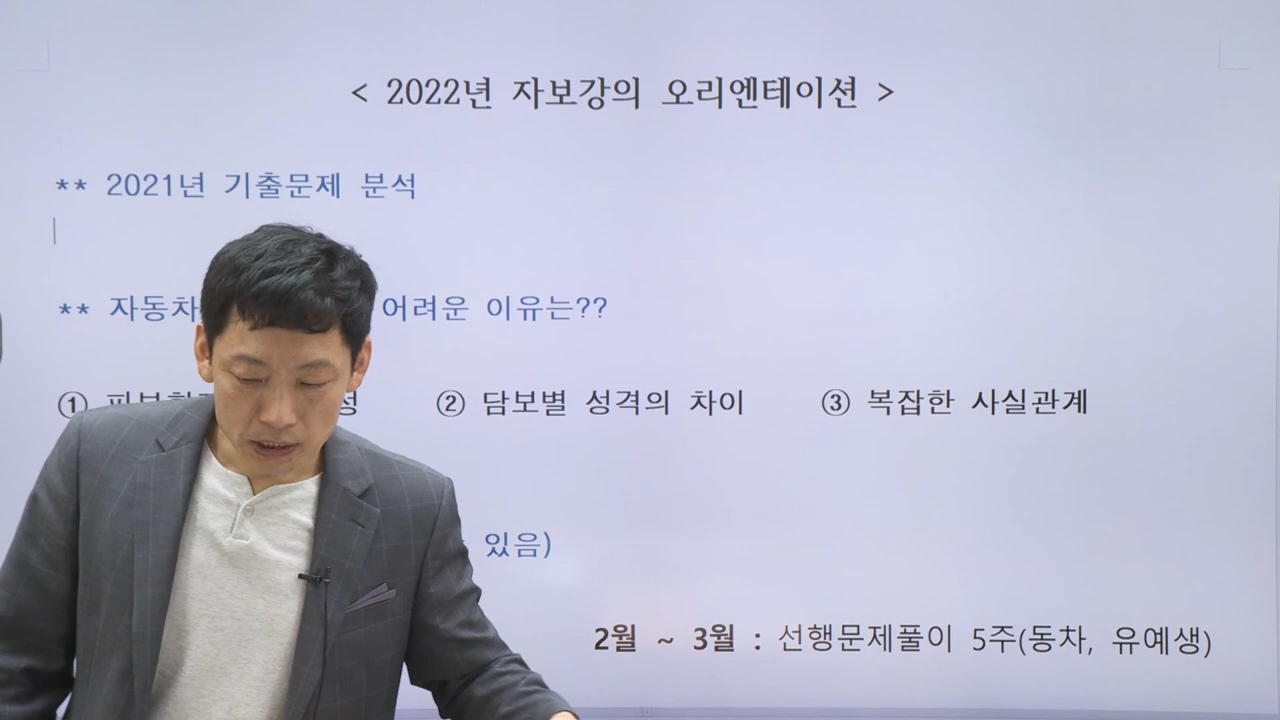 < 2022년 자보강의 오리엔테이션 >
** 2021년 기출문제 분석
** 자동차 어려운 이유는??
① ② 담보별 성격의 차이 ③ 복잡한 사실관계
있음)
2월 ~ 3월 : 선행문제풀이 5주(동차, 유예생)